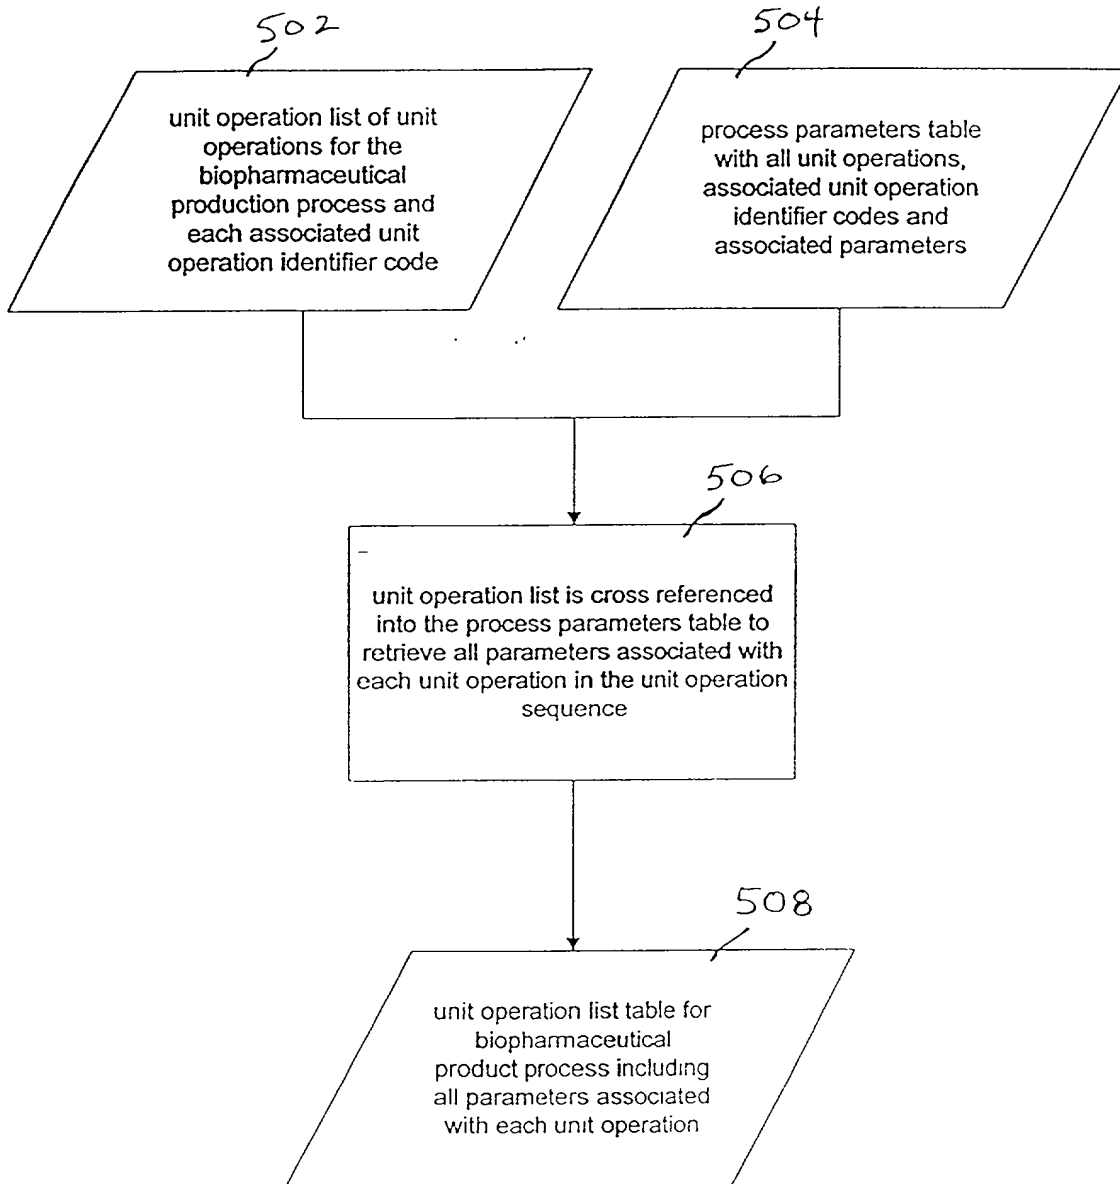 502
504
unit operation list of unit
operations for the
biopharmaceutical
production process and
each associated unit
operation identifier code
process parameters table
with all unit operations,
associated unit operation
identifier codes and
associated parameters
506
unit operation list is cross referenced
into the process parameters table to
retrieve all parameters associated with
each unit operation in the unit operation
sequence
508
unit operation list table for
biopharmaceutical
product process including
all parameters associated
with each unit operation